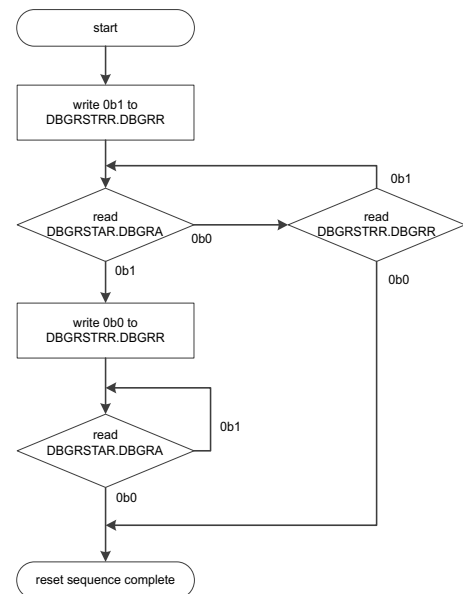 start
write 0b1 to
DBGRSTRR.DBGRR
0b1
read
DBGRSTAR.DBGRA
0b0
read
DBGRSTRR.DBGRR
0b1
0b0
write 0b0 to
DBGRSTRR.DBGRR
0b1
read
DBGRSTAR.DBGRA
0b0
reset sequence complete